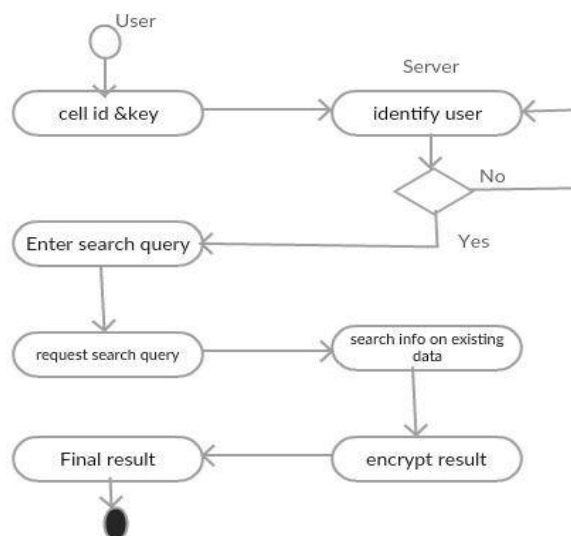 User
Server
cell id &key
identify user
No
Yes
Enter search query
request search query
search info on existing
data
Final result
encrypt result